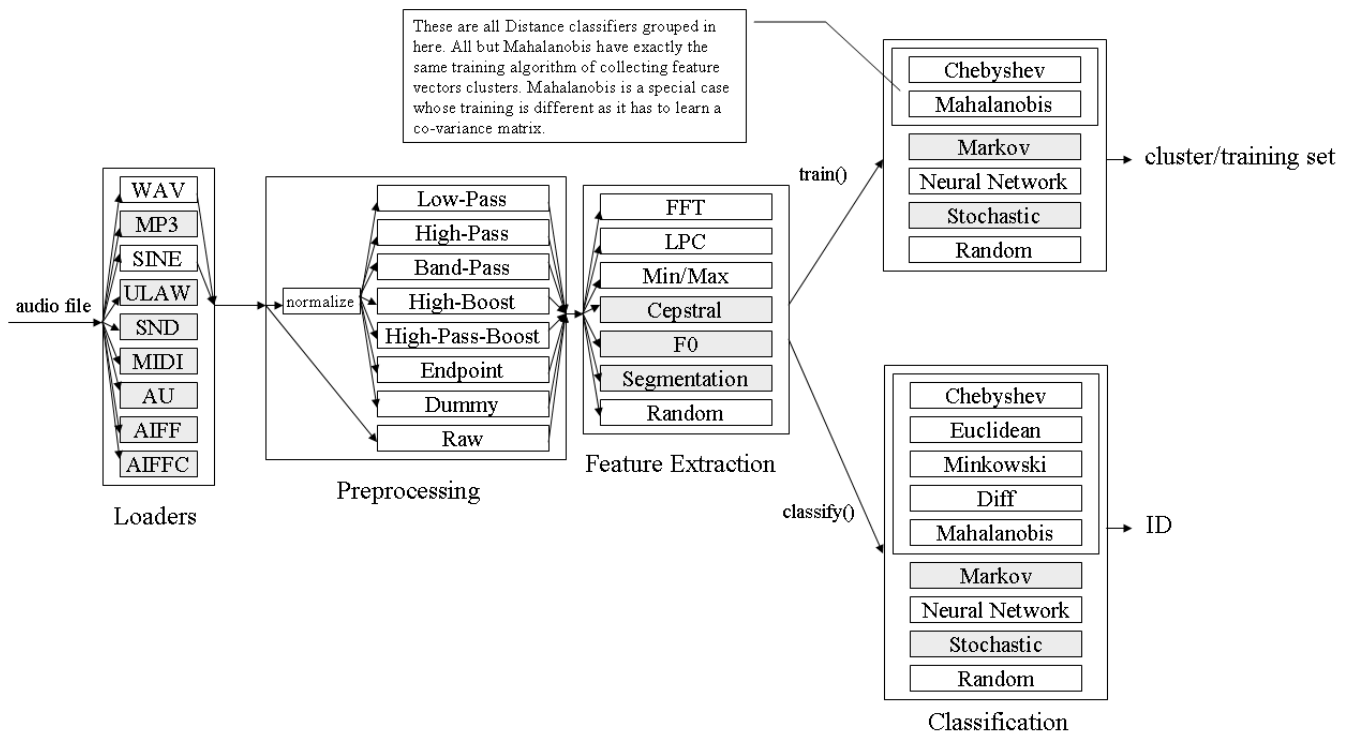 These are all Distance classifiers grouped in
here. All but Mahalanobis have exactly the
same training algorithm of collecting feature
vectors clusters. Mahalanobis is a special case
whose training is different as it has to learn a
co-variance matrix.
audio file
WAV
MP3
SINE
ULAW
SND
MIDI
AU
AIFF
AIFFC
Loaders
normalize
Low-Pass
High-Pass
Band-Pass
High-Boost
High-Pass-Boost
Endpoint
Dummy
Raw
Preprocessing
FFT
LPC
Min/Max
Cepstral
F0
Segmentation
Random
Feature Extraction
train()
Chebyshev
Mahalanobis
Markov
Neural Network
Stochastic
Random
cluster/training set
classify()
Chebyshev
Euclidean
Minkowski
Diff
Mahalanobis
Markov
Neural Network
Stochastic
Random
Classification
ID